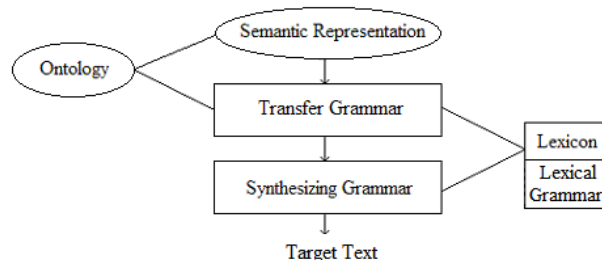 Semantic Representation
Ontology
Transfer Grammar
Lexicon
Lexical
Grammar
Synthesizing Grammar
Target Text